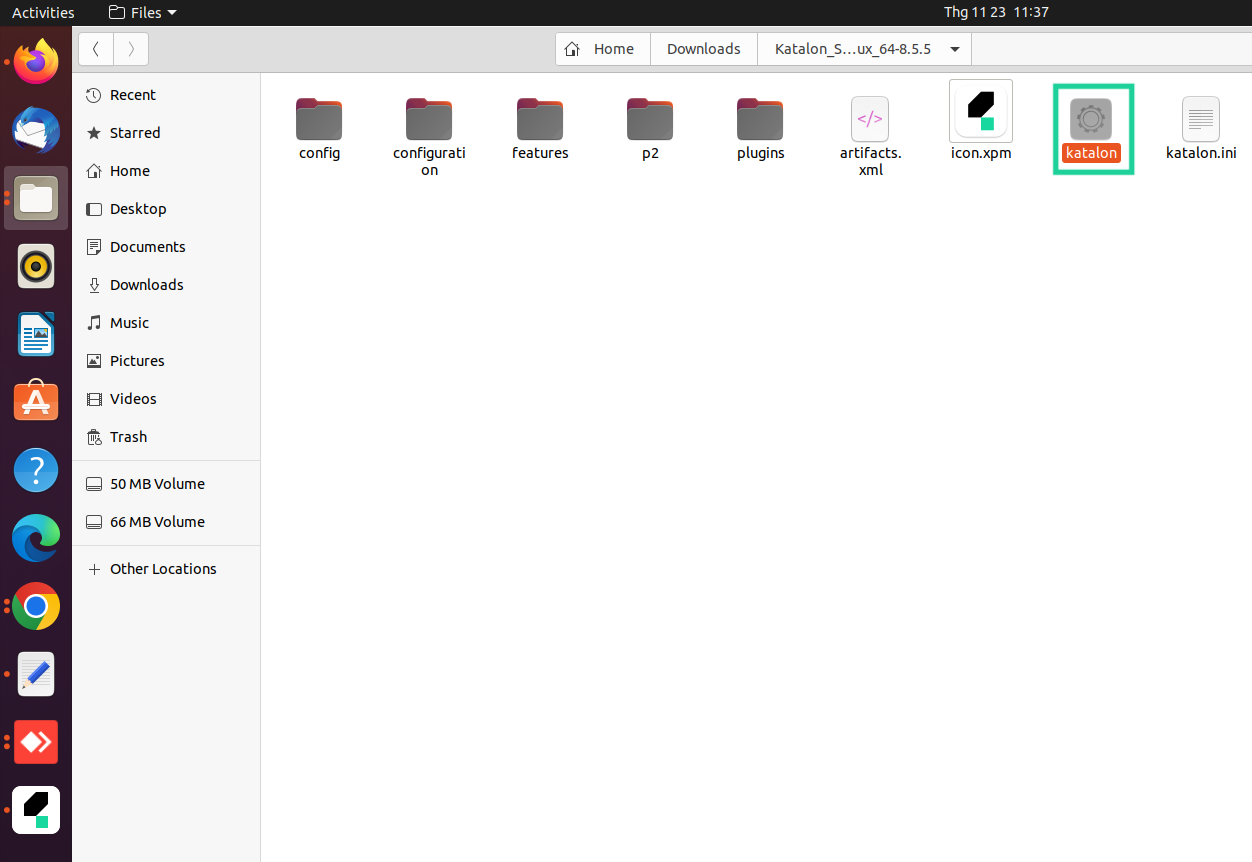 Activities
Files
Thg 11 23 11:37
Home
Downloads
Katalon_S...ux_64-8.5.5
Recent
Starred
Home
Desktop
Documents
Downloads
Music
Pictures
Videos
Trash
50 MB Volume
66 MB Volume
Other Locations
config
configurati
on
features
p2
plugins
</>
artifacts.
xml
icon.xpm
katalon
katalon.ini